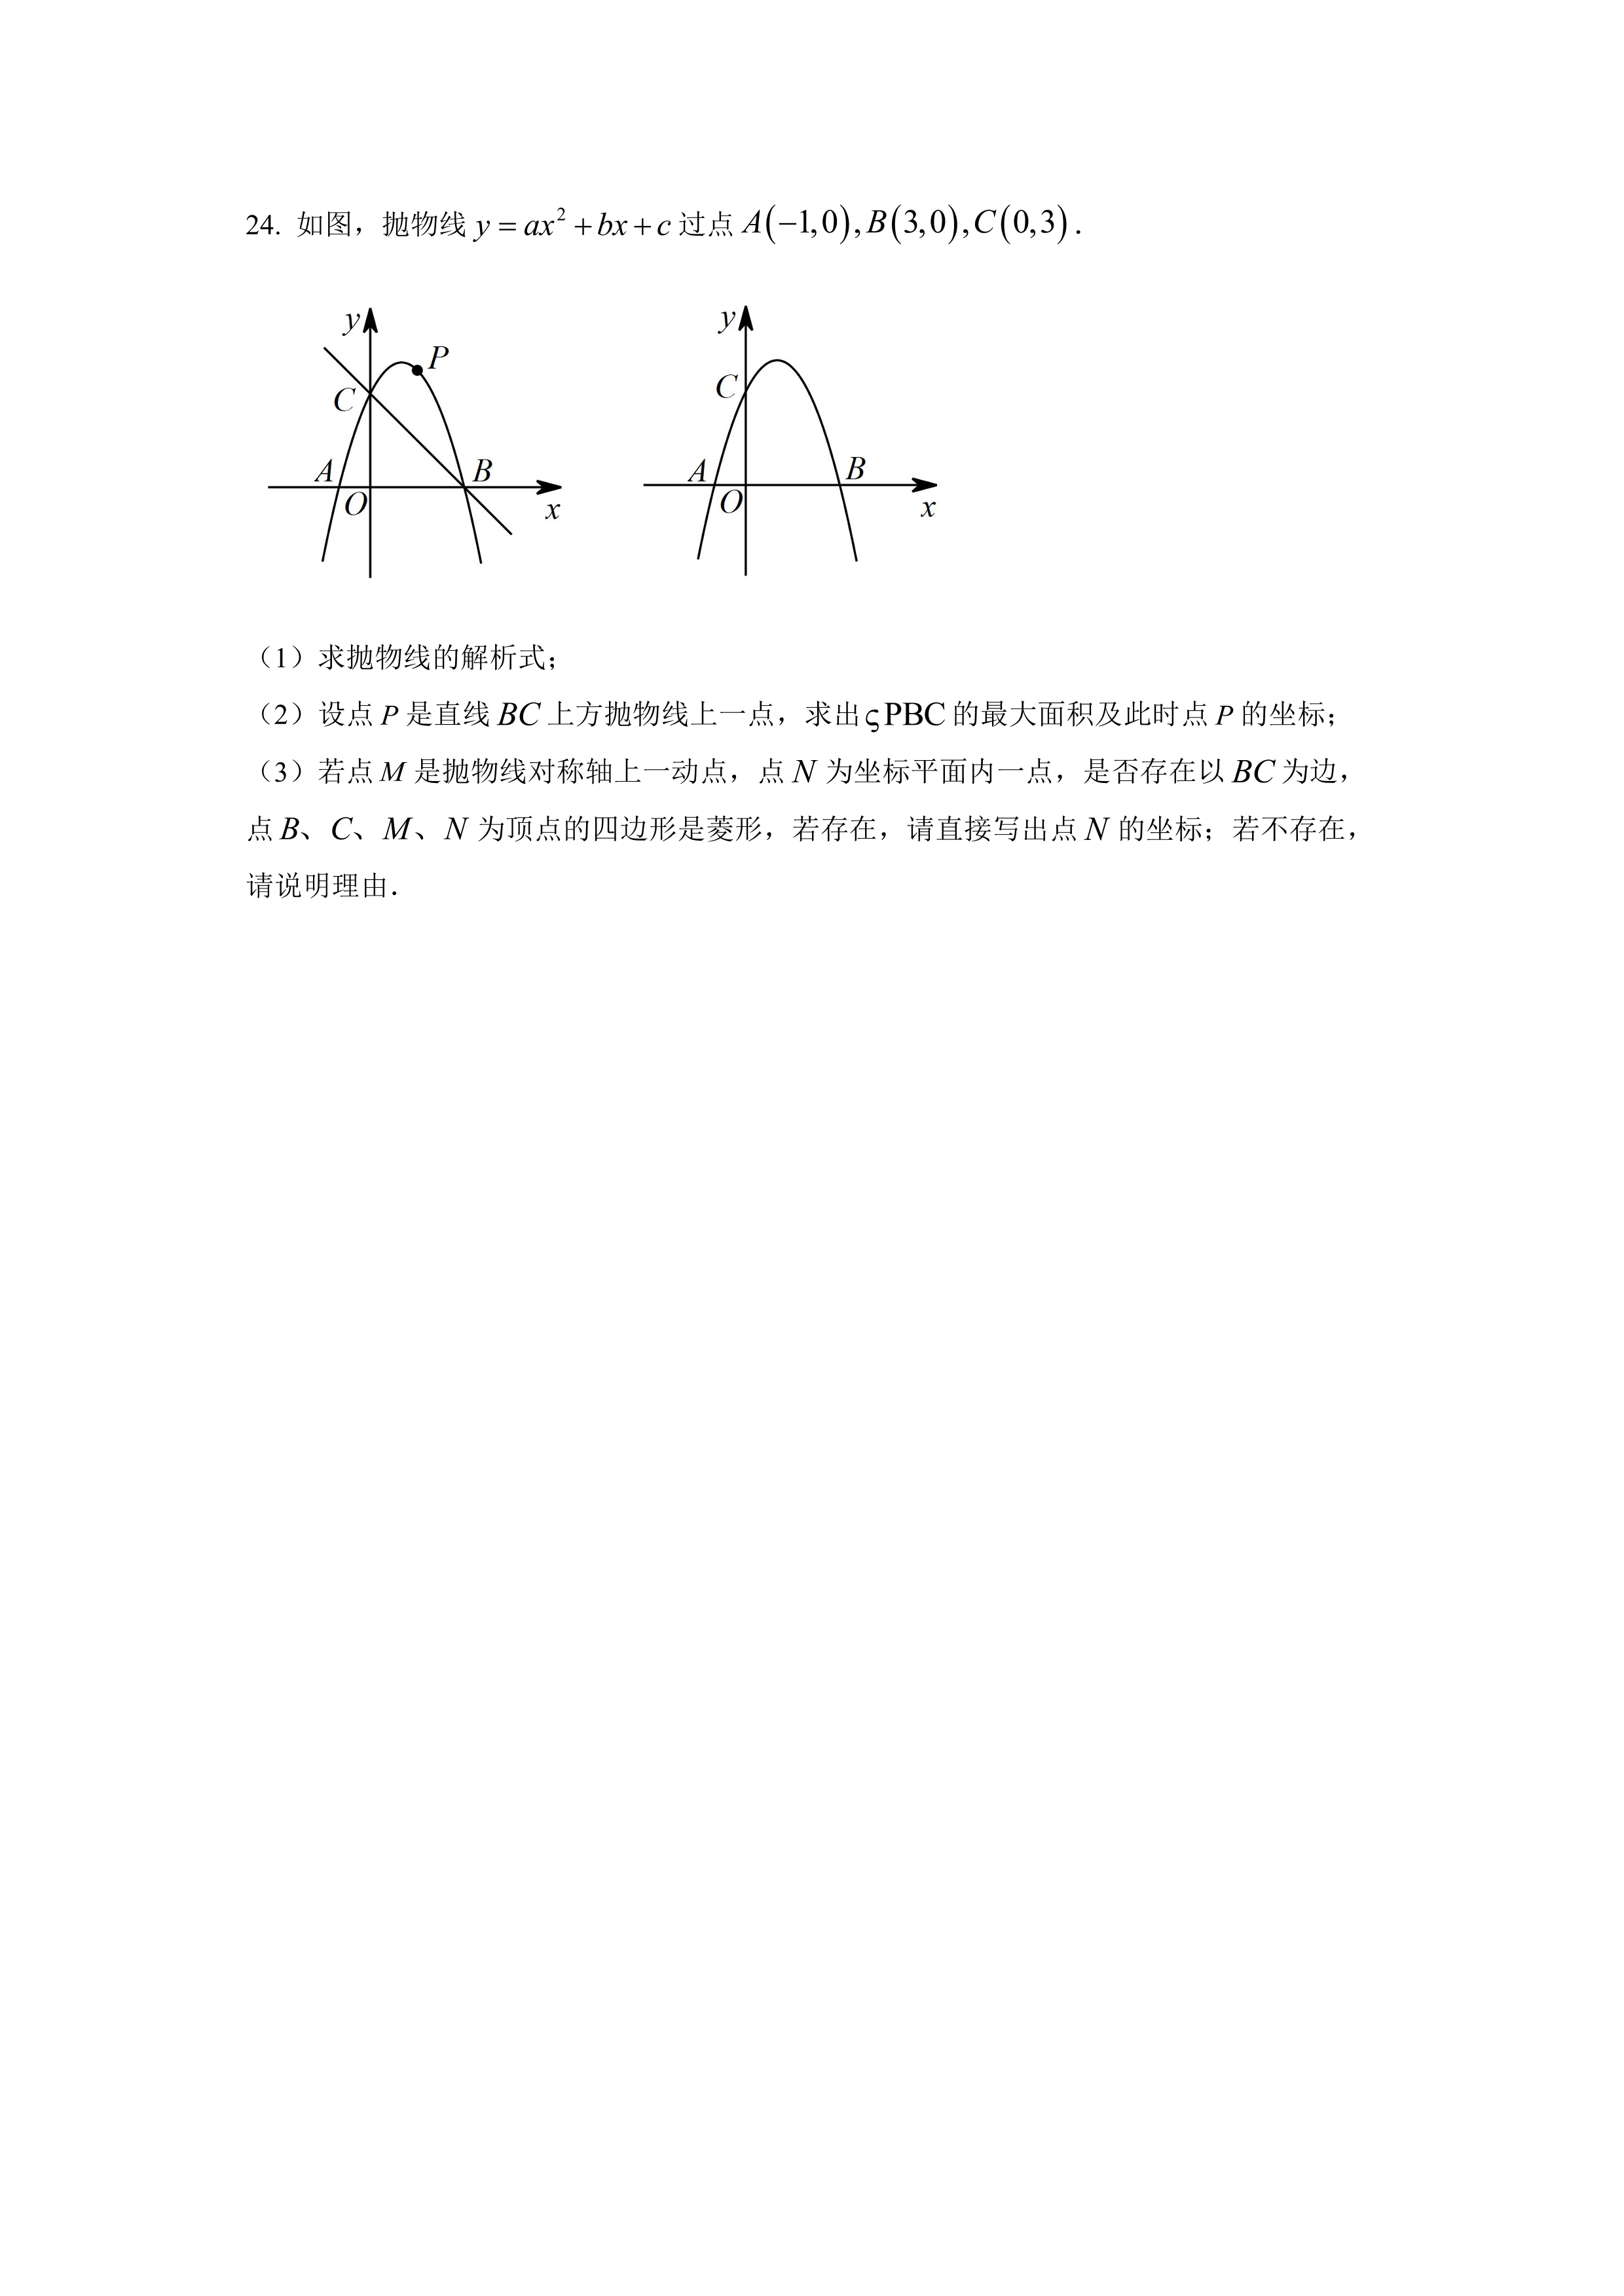 24. 如图，抛物线 y = ax² + bx + c 过点 A(−1,0), B(3,0), C(0,3).
y
P
C
A
B
O
x
y
C
A
B
O
x
（1）求抛物线的解析式；
（2）设点 P 是直线 BC 上方抛物线上一点，求出 ςPBC 的最大面积及此时点 P 的坐标；
（3）若点 M 是抛物线对称轴上一动点，点 N 为坐标平面内一点，是否存在以 BC 为边，
点 B、C、M、N 为顶点的四边形是菱形，若存在，请直接写出点 N 的坐标；若不存在，
请说明理由．